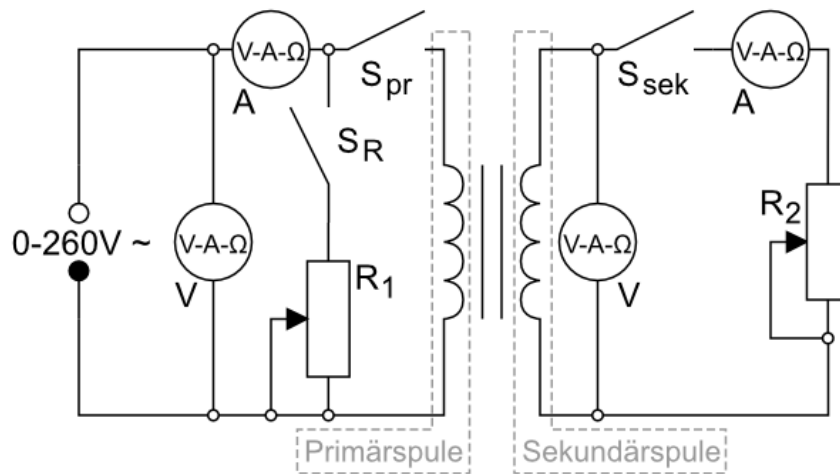 V-A-Ω
A
S_pr
S_R
0-260V ~
V-A-Ω
V
R_1
Primärspule
V-A-Ω
A
S_sek
V-A-Ω
V
R_2
Sekundärspule